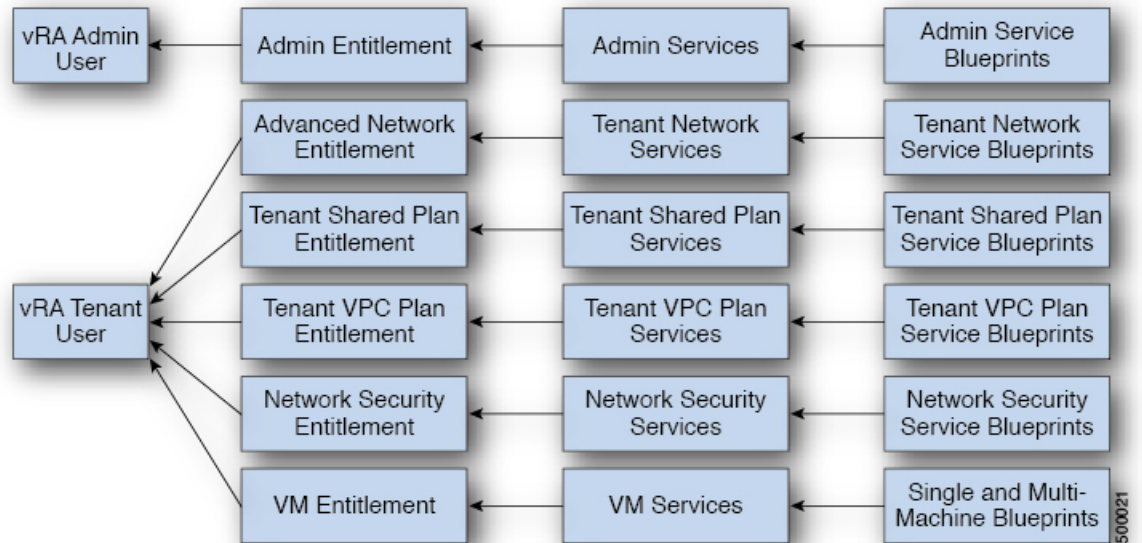 vRA Admin
User
Admin Entitlement
Admin Services
Admin Service
Blueprints
Advanced Network
Entitlement
Tenant Network
Services
Tenant Network
Service Blueprints
Tenant Shared Plan
Entitlement
Tenant Shared Plan
Services
Tenant Shared Plan
Service Blueprints
vRA Tenant
User
Tenant VPC Plan
Entitlement
Tenant VPC Plan
Services
Tenant VPC Plan
Service Blueprints
Network Security
Entitlement
Network Security
Services
Network Security
Service Blueprints
VM Entitlement
VM Services
Single and Multi-
Machine Blueprints
500021